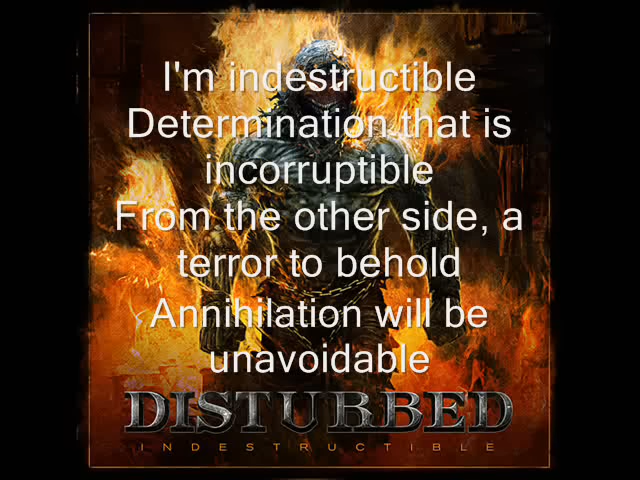 I'm indestructible
Determination that is
incorruptible
From the other side, a
terror to behold
Annihilation will be
unavoidable
DISTURBED
INDESTRUCTIBLE